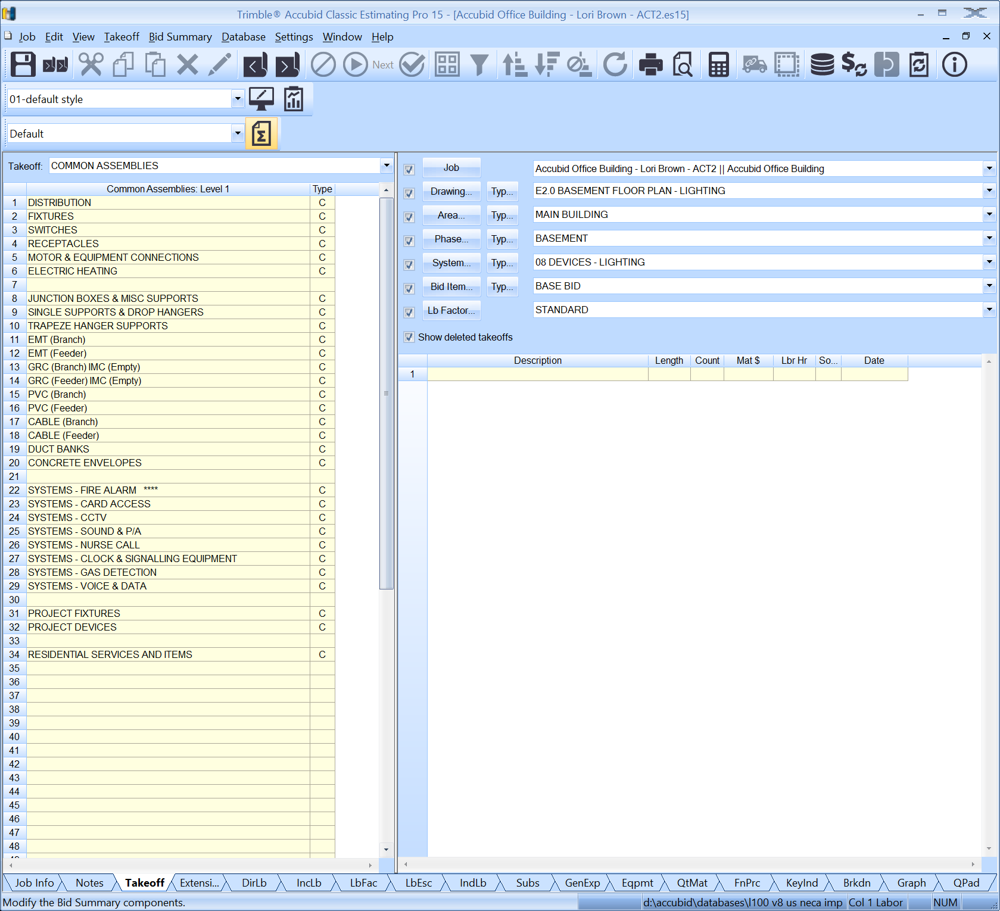 Trimble® Accubid Classic Estimating Pro 15 - [Accubid Office Building - Lori Brown - ACT2.es15]
Job Edit View Takeoff Bid Summary Database Settings Window Help
Next
01-default style
Default
Takeoff: COMMON ASSEMBLIES
Common Assemblies: Level 1 Type
1 DISTRIBUTION C
2 FIXTURES C
3 SWITCHES C
4 RECEPTACLES C
5 MOTOR & EQUIPMENT CONNECTIONS C
6 ELECTRIC HEATING C
7
8 JUNCTION BOXES & MISC SUPPORTS C
9 SINGLE SUPPORTS & DROP HANGERS C
10 TRAPEZE HANGER SUPPORTS C
11 EMT (Branch) C
12 EMT (Feeder) C
13 GRC (Branch) IMC (Empty) C
14 GRC (Feeder) IMC (Empty) C
15 PVC (Branch) C
16 PVC (Feeder) C
17 CABLE (Branch) C
18 CABLE (Feeder) C
19 DUCT BANKS C
20 CONCRETE ENVELOPES C
21
22 SYSTEMS - FIRE ALARM **** C
23 SYSTEMS - CARD ACCESS C
24 SYSTEMS - CCTV C
25 SYSTEMS - SOUND & P/A C
26 SYSTEMS - NURSE CALL C
27 SYSTEMS - CLOCK & SIGNALLING EQUIPMENT C
28 SYSTEMS - GAS DETECTION C
29 SYSTEMS - VOICE & DATA C
30
31 PROJECT FIXTURES C
32 PROJECT DEVICES C
33
34 RESIDENTIAL SERVICES AND ITEMS C
35
36
37
38
39
40
41
42
43
44
45
46
47
48
Job Accubid Office Building - Lori Brown - ACT2 || Accubid Office Building
Drawing... Typ... E2.0 BASEMENT FLOOR PLAN - LIGHTING
Area... Typ... MAIN BUILDING
Phase... Typ... BASEMENT
System... Typ... 08 DEVICES - LIGHTING
Bid Item... Typ... BASE BID
Lb Factor... STANDARD
Show deleted takeoffs
Description Length Count Mat $ Lbr Hr So... Date
1
Job Info Notes Takeoff Extensi... DirLb IncLb LbFac LbEsc IndLb Subs GenExp Eqpmt QtMat FnPrc KeyInd Brkdn Graph QPad
Modify the Bid Summary components. d:\accubid\databases\l100 v8 us neca imp Col 1 Labor NUM